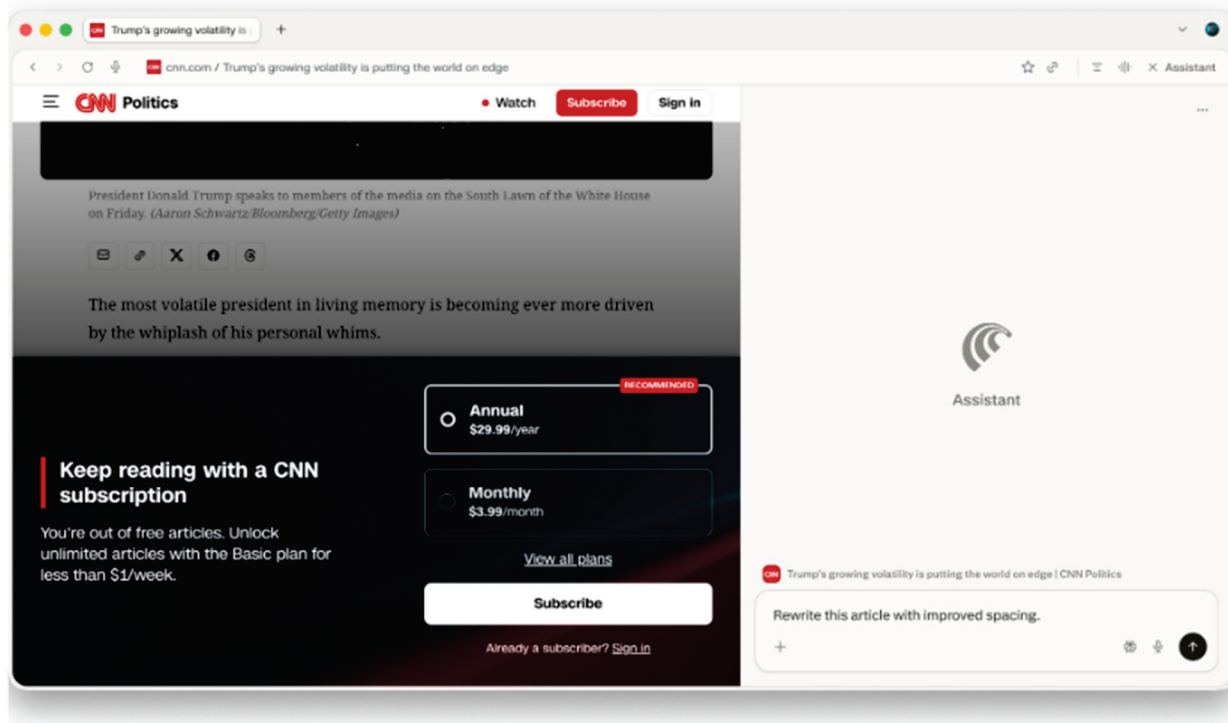 Trump's growing volatility is
cnn.com / Trump's growing volatility is putting the world on edge
Assistant
CNN Politics
Watch
Subscribe
Sign in
President Donald Trump speaks to members of the media on the South Lawn of the White House
on Friday. (Aaron Schwartz/Bloomberg/Getty Images)
The most volatile president in living memory is becoming ever more driven
by the whiplash of his personal whims.
Keep reading with a CNN
subscription
You're out of free articles. Unlock
unlimited articles with the Basic plan for
less than $1/week.
RECOMMENDED
Annual
$29.99/year
Monthly
$3.99/month
View all plans
Subscribe
Already a subscriber? Sign in
Assistant
CNN Trump's growing volatility is putting the world on edge | CNN Politics
Rewrite this article with improved spacing.